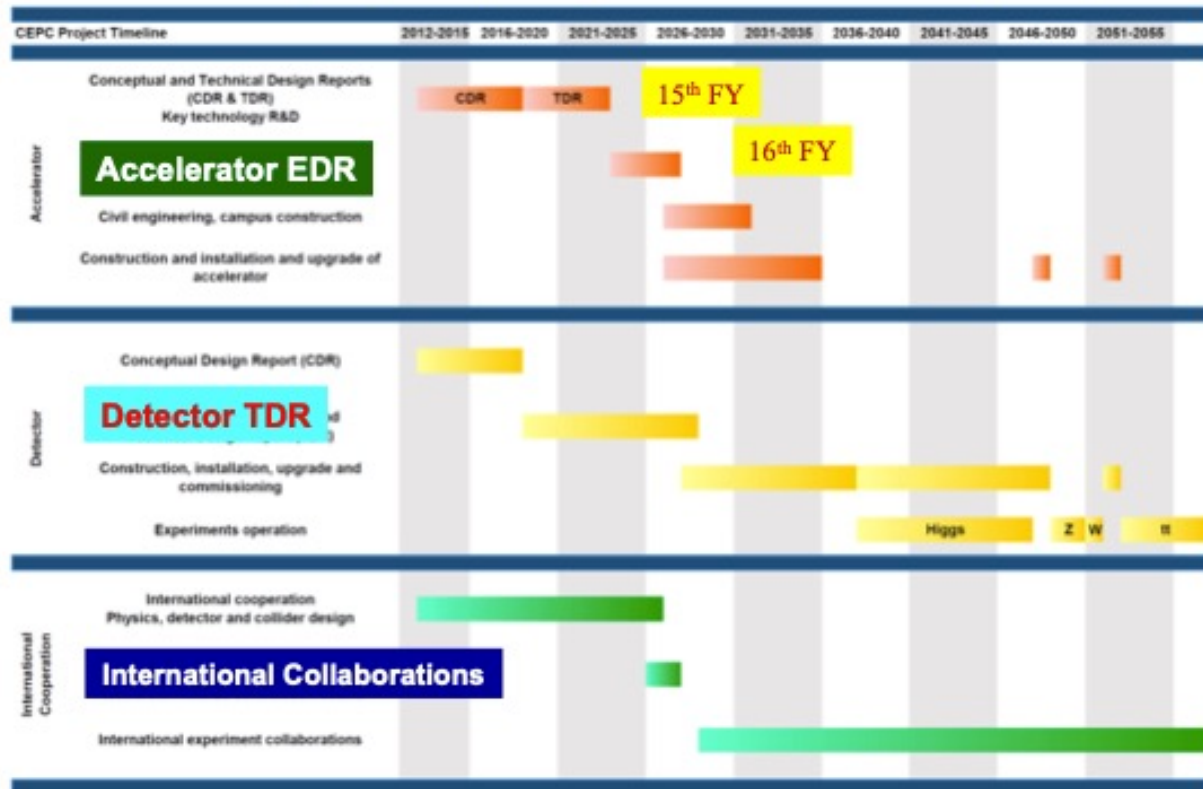 CEPC Project Timeline 2012-2015 2016-2020 2021-2025 2026-2030 2031-2035 2036-2040 2041-2045 2046-2050 2051-2055
Accelerator
Conceptual and Technical Design Reports
(CDR & TDR)
Key technology R&D
CDR TDR
15th FY
Accelerator EDR
16th FY
Civil engineering, campus construction
Construction and installation and upgrade of
accelerator
Detector
Conceptual Design Report (CDR)
Detector TDR
Construction, installation, upgrade and
commissioning
Experiments operation
Higgs Z W tt
International
Cooperation
International cooperation
Physics, detector and collider design
International Collaborations
International experiment collaborations